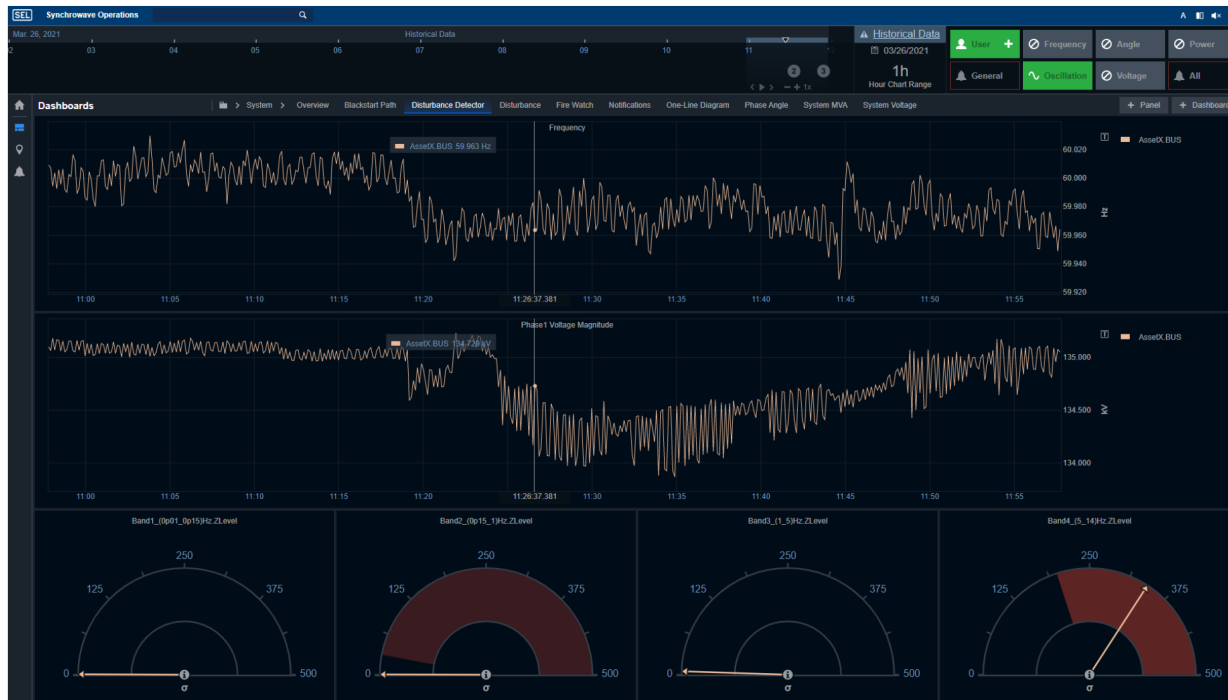 SEL Synchrowave Operations
Mar. 26, 2021 Historical Data
2 03 04 05 06 07 08 09 10 11
2 3
1x
Historical Data
03/26/2021
1h
Hour Chart Range
User + Frequency Angle Power
General Oscillation Voltage All
Dashboards > System > Overview Blackstart Path Disturbance Detector Disturbance Fire Watch Notifications One-Line Diagram Phase Angle System MVA System Voltage + Panel + Dashboard
Frequency
AssetX.BUS 59.963 Hz
T AssetX.BUS
60.020
60.000
59.980
59.960
59.940
59.920
Hz
11:00 11:05 11:10 11:15 11:20 11:26:37.381 11:30 11:35 11:40 11:45 11:50 11:55
Phase1 Voltage Magnitude
AssetX.BUS 134.729 kV
T AssetX.BUS
135.000
134.500
134.000
kV
11:00 11:05 11:10 11:15 11:20 11:26:37.381 11:30 11:35 11:40 11:45 11:50 11:55
Band1_(0p01_0p15)Hz.ZLevel
0 125 250 375 500
σ
Band2_(0p15_1)Hz.ZLevel
0 125 250 375 500
σ
Band3_(1_5)Hz.ZLevel
0 125 250 375 500
σ
Band4_(5_14)Hz.ZLevel
0 125 250 375 500
σ